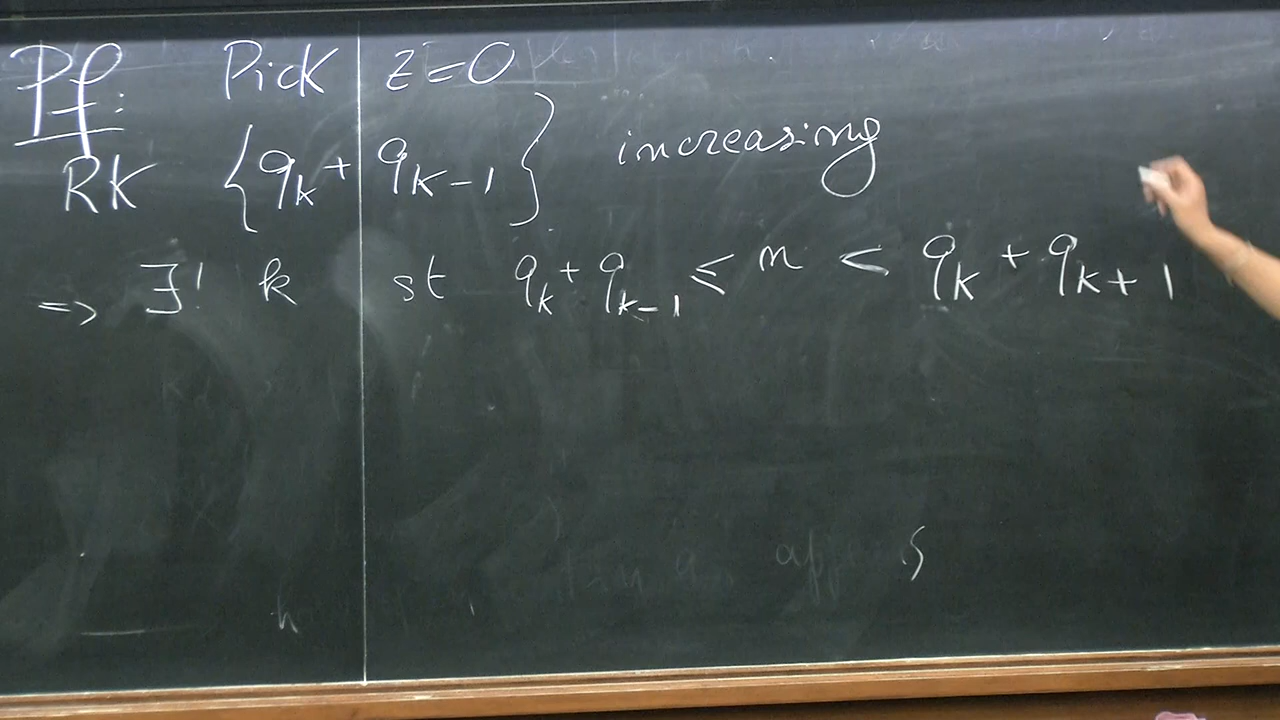 Pf: Pick z=0
RK {q_k + q_{k-1}} increasing
=> ∃! k st q_k + q_{k-1} ≤ n < q_k + q_{k+1}